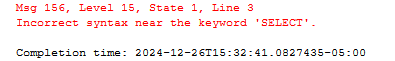 Msg 156, Level 15, State 1, Line 3
Incorrect syntax near the keyword 'SELECT'.
Completion time: 2024-12-26T15:32:41.0827435-05:00